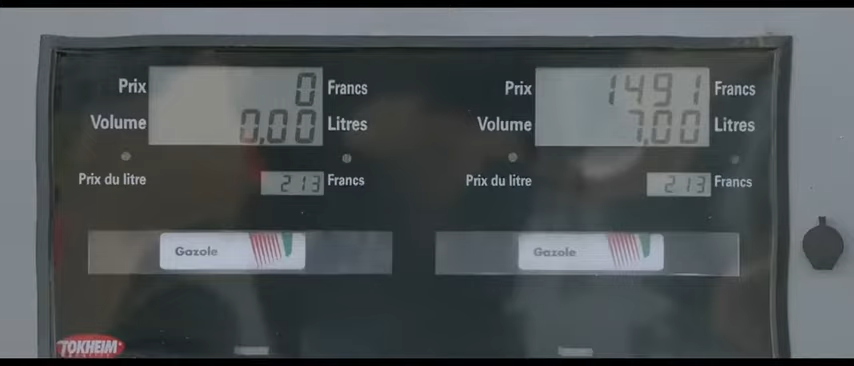 Prix 0 Francs
Volume 0,00 Litres
Prix du litre 213 Francs
Gazole
Prix 1491 Francs
Volume 7,00 Litres
Prix du litre 213 Francs
Gazole
TOKHEIM